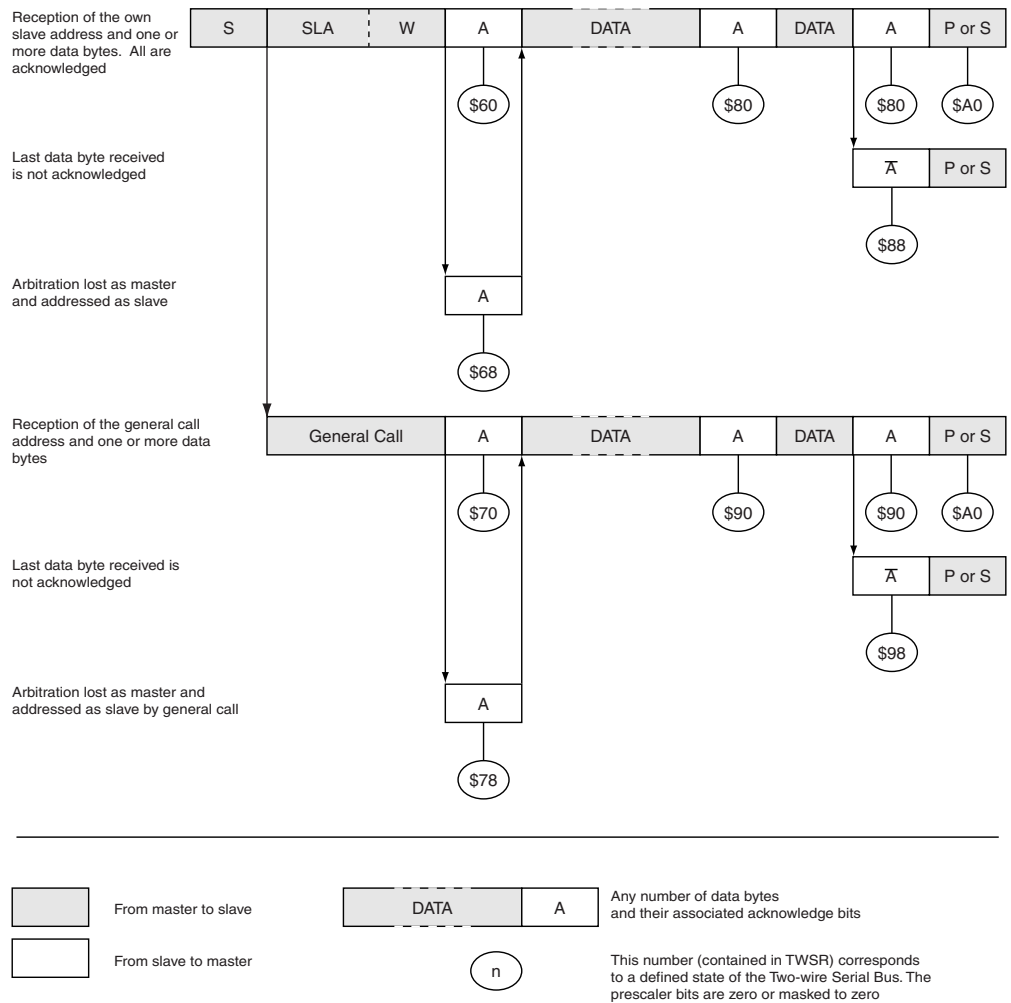 Reception of the own
slave address and one or
more data bytes. All are
acknowledged
S SLA W A DATA A DATA A P or S
$60 $80 $80 $A0
Last data byte received
is not acknowledged
A̅ P or S
$88
Arbitration lost as master
and addressed as slave
A
$68
Reception of the general call
address and one or more data
bytes
General Call A DATA A DATA A P or S
$70 $90 $90 $A0
Last data byte received is
not acknowledged
A̅ P or S
$98
Arbitration lost as master and
addressed as slave by general call
A
$78
From master to slave
DATA A
Any number of data bytes
and their associated acknowledge bits
From slave to master
n
This number (contained in TWSR) corresponds
to a defined state of the Two-wire Serial Bus. The
prescaler bits are zero or masked to zero